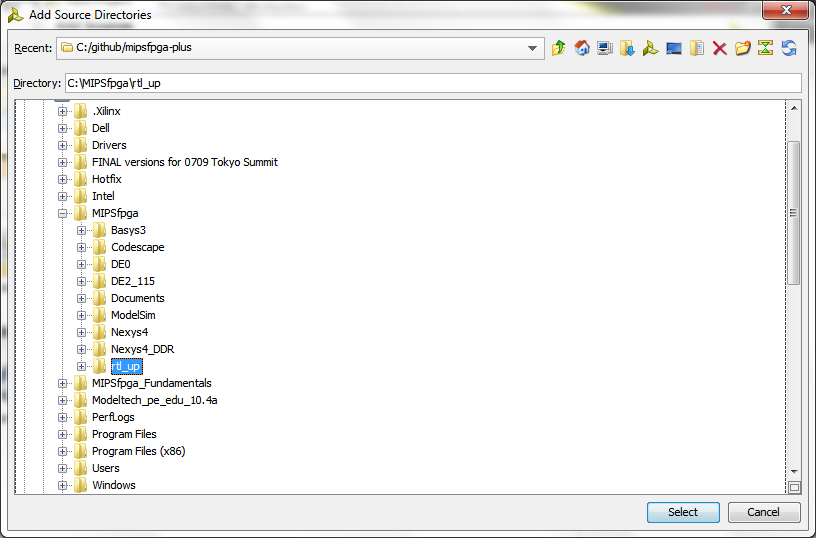 Add Source Directories
Recent: C:/github/mipsfpga-plus
Directory: C:\MIPSfpga\rtl_up
.Xilinx
Dell
Drivers
FINAL versions for 0709 Tokyo Summit
Hotfix
Intel
MIPSfpga
Basys3
Codescape
DE0
DE2_115
Documents
ModelSim
Nexys4
Nexys4_DDR
rtl_up
MIPSfpga_Fundamentals
Modeltech_pe_edu_10.4a
PerfLogs
Program Files
Program Files (x86)
Users
Windows
Select Cancel